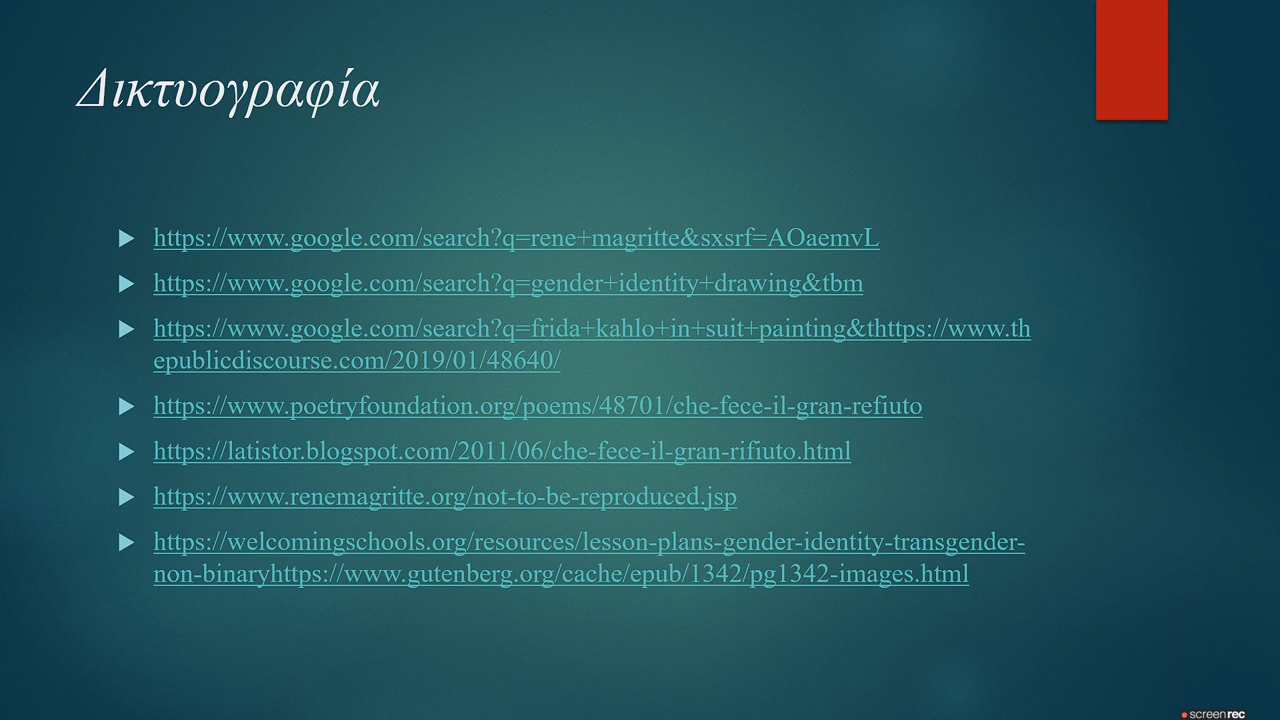 Δικτυογραφία
https://www.google.com/search?q=rene+magritte&sxsrf=AOaemvL
https://www.google.com/search?q=gender+identity+drawing&tbm
https://www.google.com/search?q=frida+kahlo+in+suit+painting&thttps://www.th
epublicdiscourse.com/2019/01/48640/
https://www.poetryfoundation.org/poems/48701/che-fece-il-gran-refiuto
https://latistor.blogspot.com/2011/06/che-fece-il-gran-rifiuto.html
https://www.renemagritte.org/not-to-be-reproduced.jsp
https://welcomingschools.org/resources/lesson-plans-gender-identity-transgender-
non-binaryhttps://www.gutenberg.org/cache/epub/1342/pg1342-images.html
screenrec